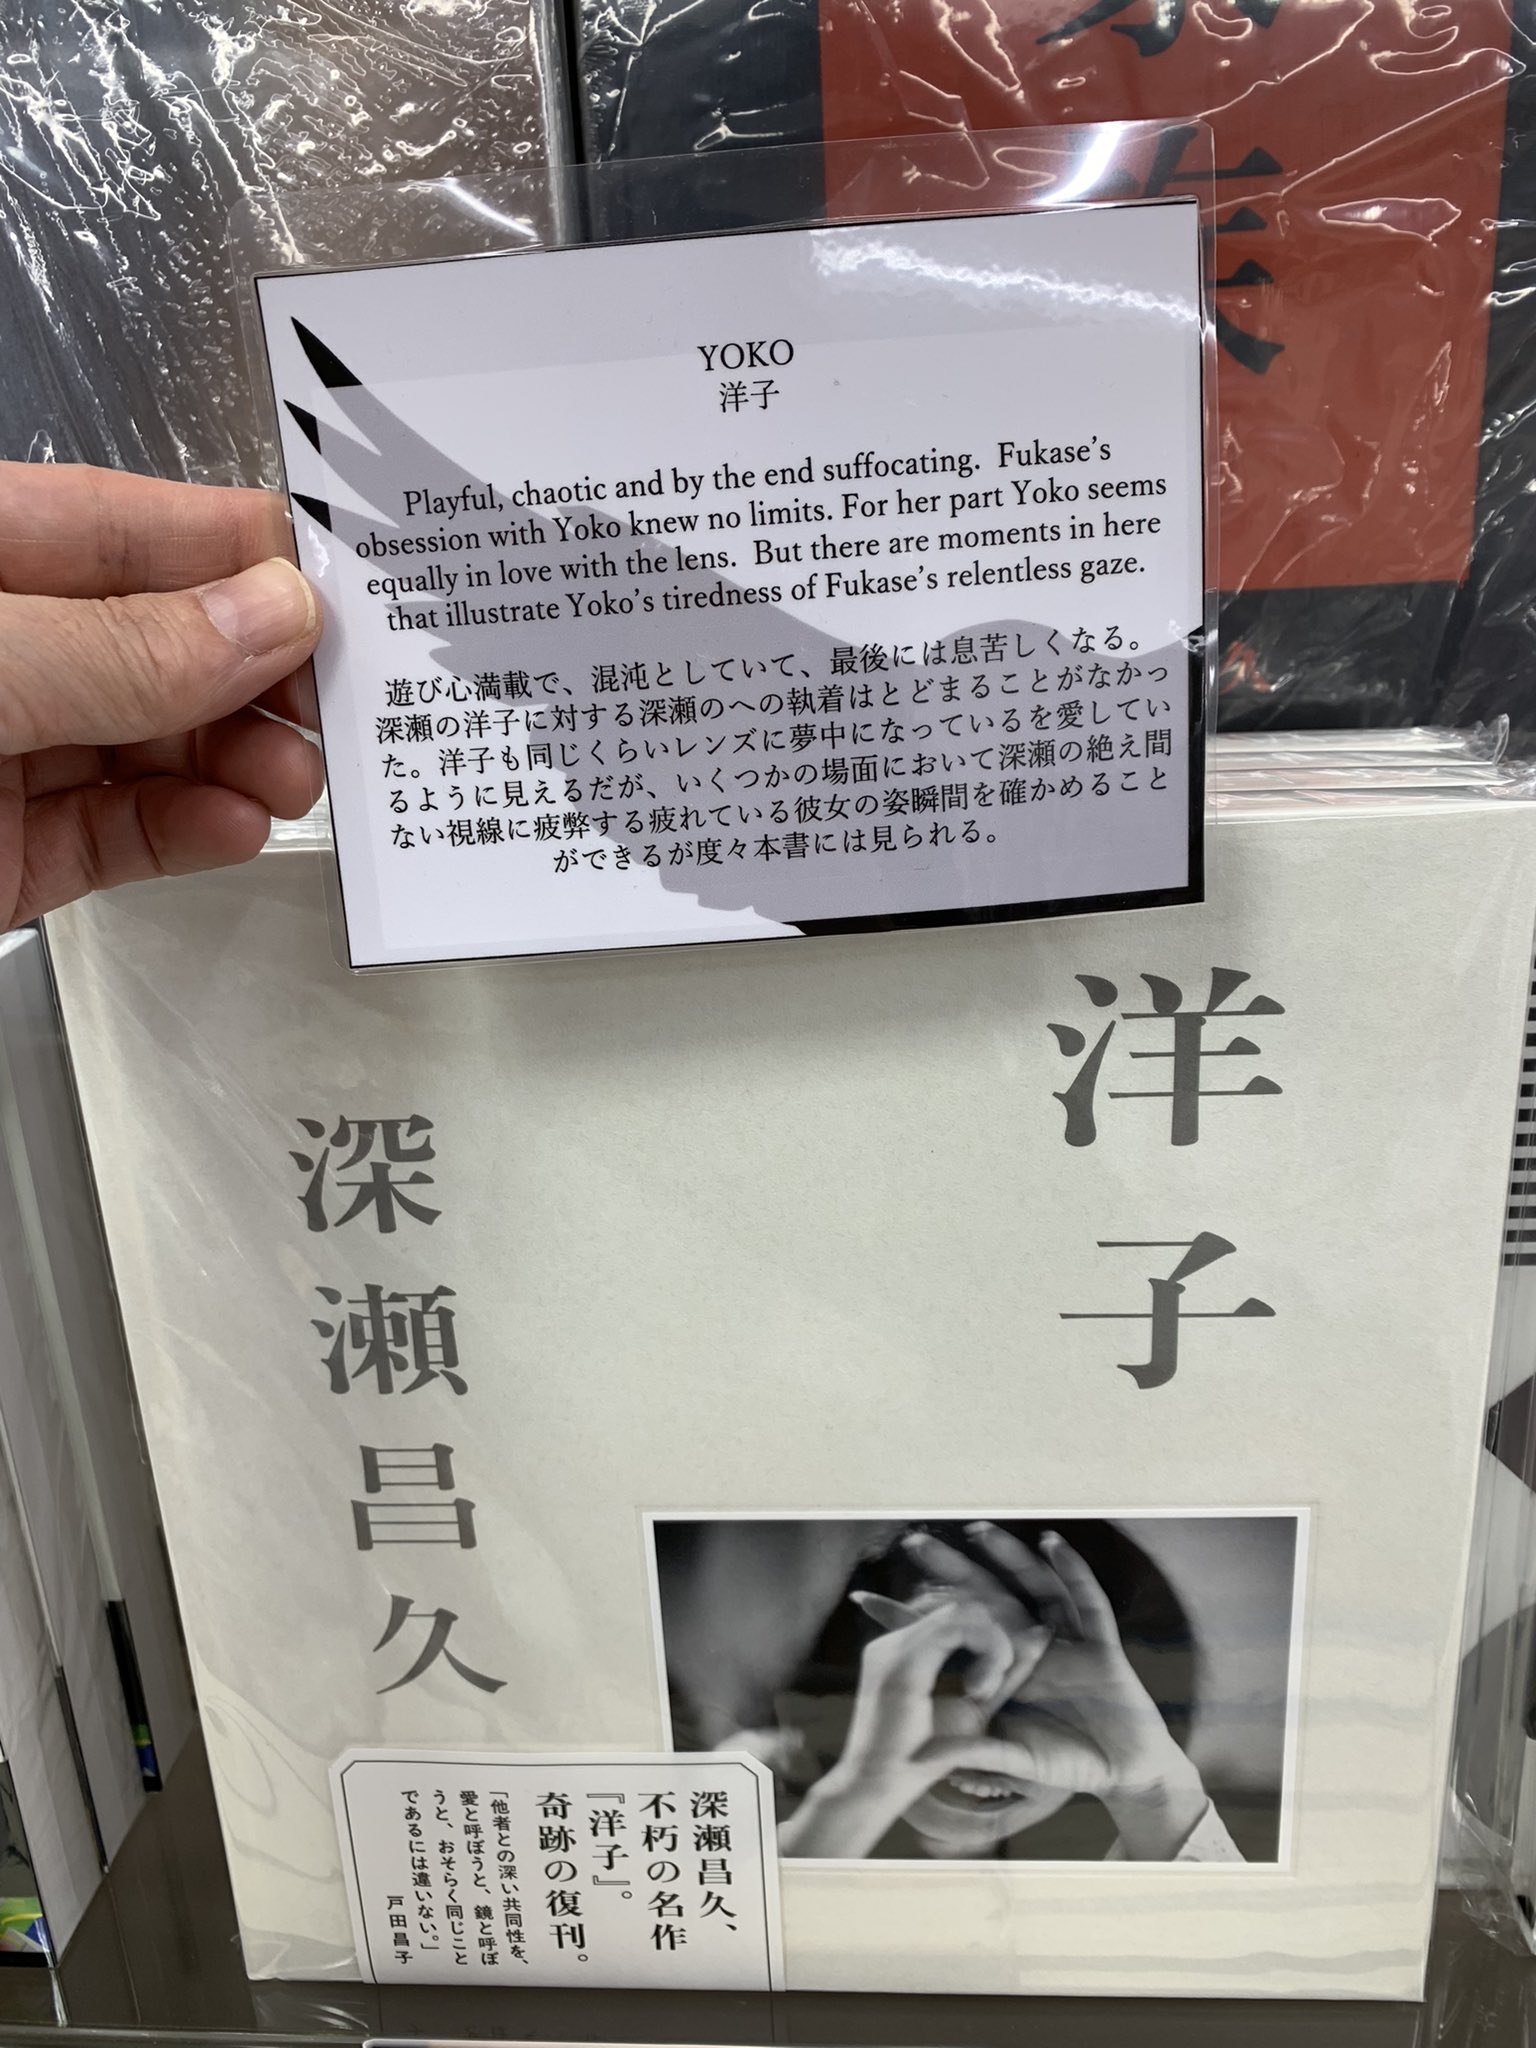 族
YOKO
洋子
Playful, chaotic and by the end suffocating. Fukase's
obsession with Yoko knew no limits. For her part Yoko seems
equally in love with the lens. But there are moments in here
that illustrate Yoko's tiredness of Fukase's relentless gaze.
遊び心満載で、混沌としていて、最後には息苦しくなる。
深瀬の洋子に対する深瀬のへの執着はとどまることがなかっ
た。洋子も同じくらいレンズに夢中になっているを愛してい
るように見えるだが、いくつかの場面において深瀬の絶え間
ない視線に疲弊する疲れている彼女の姿瞬間を確かめること
ができるが度々本書には見られる。
洋子
深瀬昌久
深瀬昌久、
不朽の名作
『洋子』。
奇跡の復刊。
「他者との深い共同性を、
愛と呼ぼうと、鏡と呼ぼ
うと、おそらく同じこと
であるには違いない。」
戸田昌子